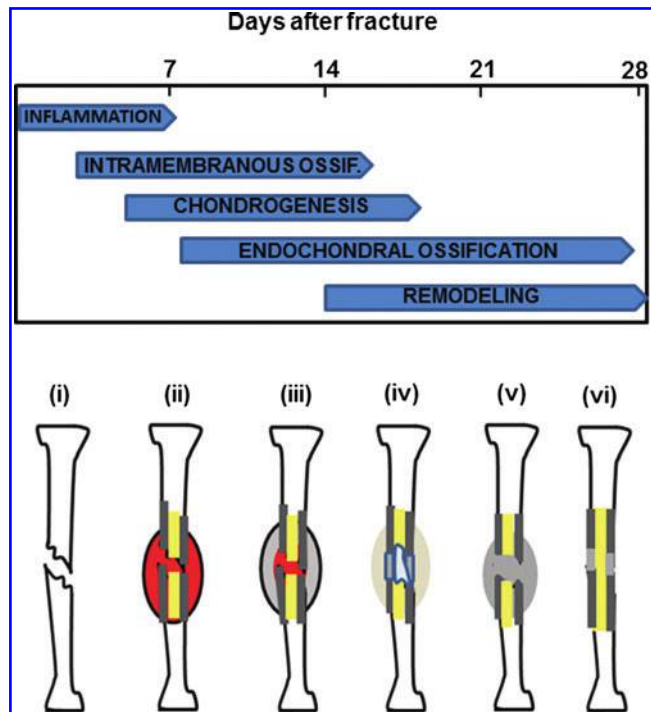 Days after fracture
7 14 21 28
INFLAMMATION
INTRAMEMBRANOUS OSSIF.
CHONDROGENESIS
ENDOCHONDRAL OSSIFICATION
REMODELING
(i) (ii) (iii) (iv) (v) (vi)